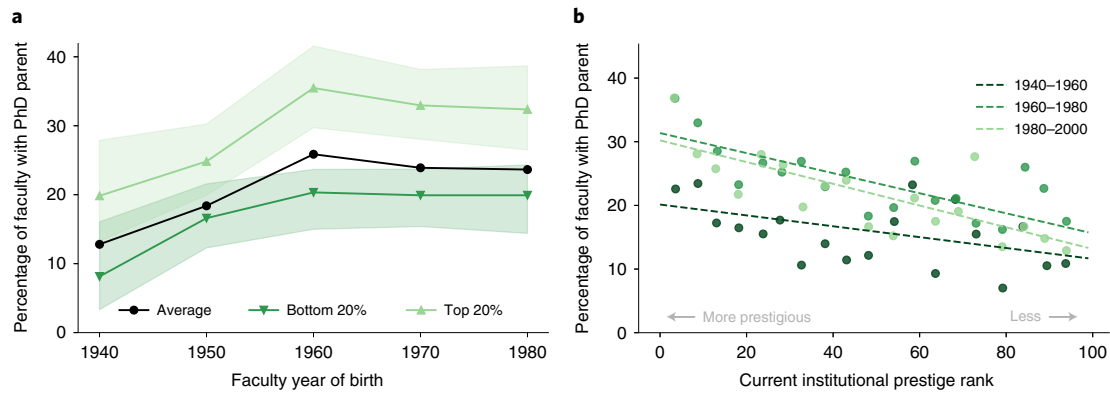 a
Percentage of faculty with PhD parent
40
30
20
10
0
Average
Bottom 20%
Top 20%
1940
1950
1960
1970
1980
Faculty year of birth
b
Percentage of faculty with PhD parent
40
30
20
10
0
1940–1960
1960–1980
1980–2000
More prestigious
Less
0
20
40
60
80
100
Current institutional prestige rank